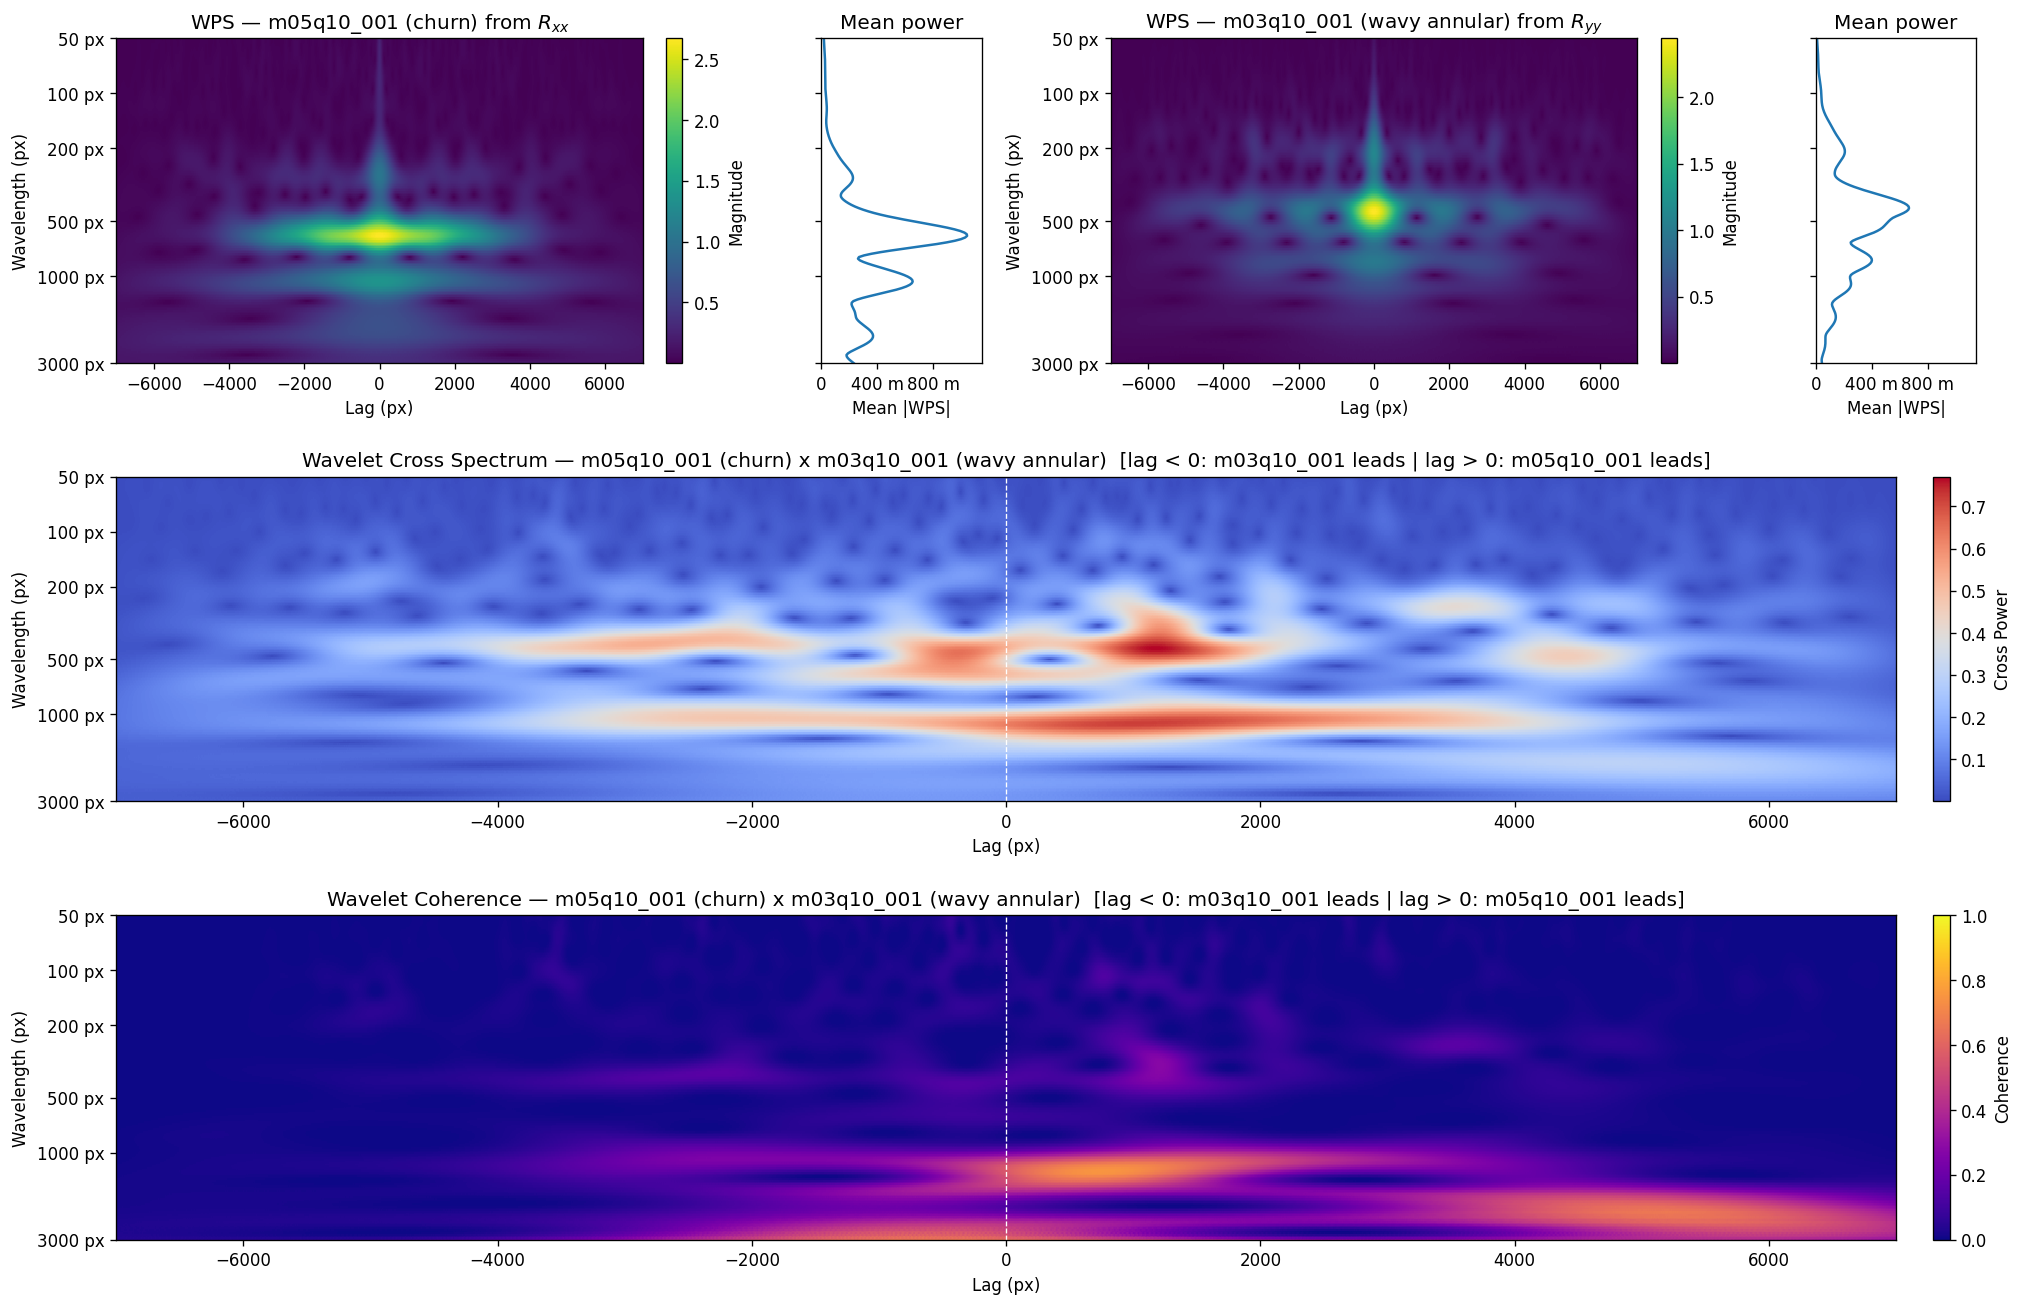 WPS — m05q10_001 (churn) from Rxx
Mean power
WPS — m03q10_001 (wavy annular) from Ryy
Mean power
50 px
100 px
200 px
500 px
1000 px
3000 px
Wavelength (px)
−6000 −4000 −2000 0 2000 4000 6000
Lag (px)
2.5
2.0
1.5
1.0
0.5
Magnitude
0 400 m 800 m
Mean |WPS|
50 px
100 px
200 px
500 px
1000 px
3000 px
Wavelength (px)
−6000 −4000 −2000 0 2000 4000 6000
Lag (px)
2.0
1.5
1.0
0.5
Magnitude
0 400 m 800 m
Mean |WPS|
Wavelet Cross Spectrum — m05q10_001 (churn) x m03q10_001 (wavy annular) [lag < 0: m03q10_001 leads | lag > 0: m05q10_001 leads]
50 px
100 px
200 px
500 px
1000 px
3000 px
Wavelength (px)
−6000 −4000 −2000 0 2000 4000 6000
Lag (px)
0.7
0.6
0.5
0.4
0.3
0.2
0.1
Cross Power
Wavelet Coherence — m05q10_001 (churn) x m03q10_001 (wavy annular) [lag < 0: m03q10_001 leads | lag > 0: m05q10_001 leads]
50 px
100 px
200 px
500 px
1000 px
3000 px
Wavelength (px)
−6000 −4000 −2000 0 2000 4000 6000
Lag (px)
1.0
0.8
0.6
0.4
0.2
0.0
Coherence